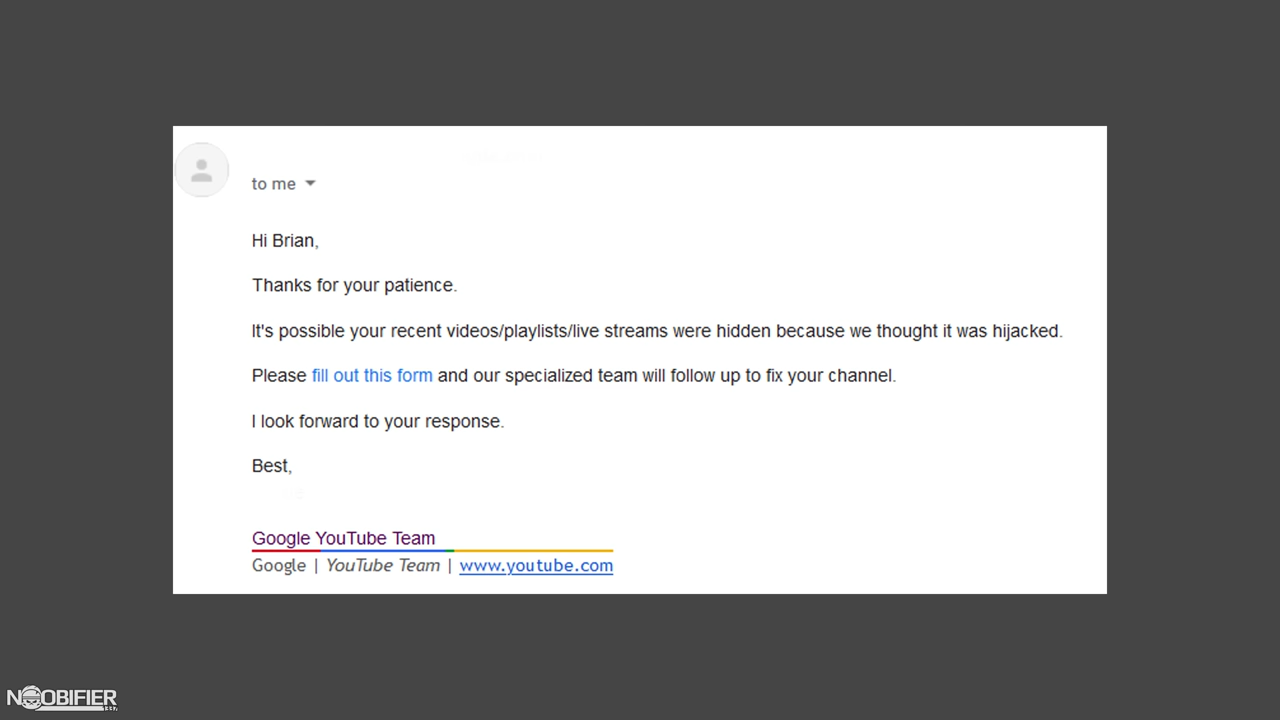 to me
Hi Brian,
Thanks for your patience.
It's possible your recent videos/playlists/live streams were hidden because we thought it was hijacked.
Please fill out this form and our specialized team will follow up to fix your channel.
I look forward to your response.
Best,
Google YouTube Team
Google | YouTube Team | www.youtube.com
NOOBIFIER